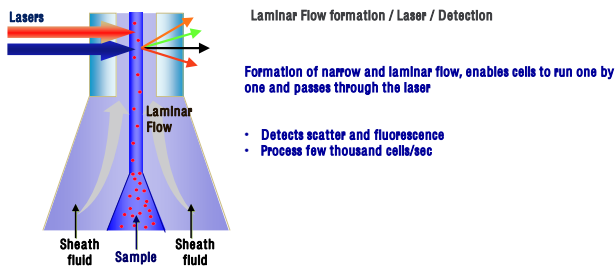 Lasers
Laminar Flow formation / Laser / Detection
Formation of narrow and laminar flow, enables cells to run one by
one and passes through the laser
Laminar
Flow
• Detects scatter and fluorescence
• Process few thousand cells/sec
Sheath
fluid
Sample
Sheath
fluid